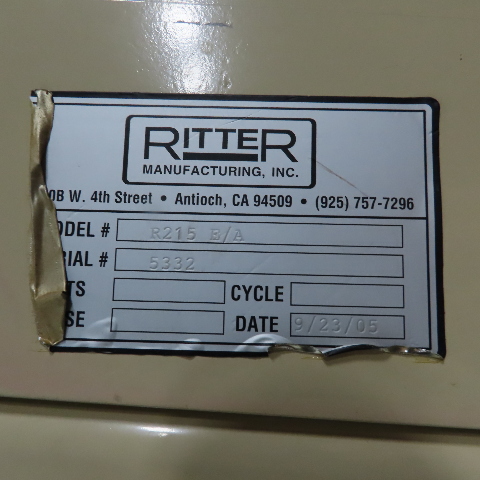 RITTER
MANUFACTURING, INC.
0B W. 4th Street • Antioch, CA 94509 • (925) 757-7296
ODEL # R215 E/A
RIAL # 5332
TS CYCLE
SE DATE 9/23/05